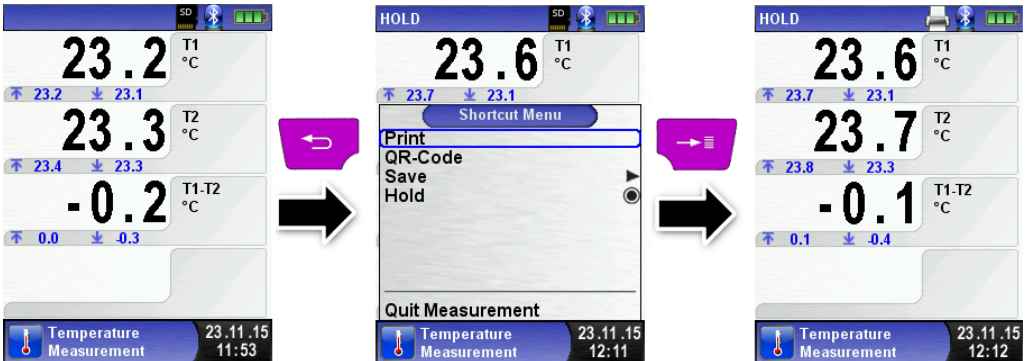 SD
23.2 T1
°C
23.2 23.1
23.3 T2
°C
23.4 23.3
-0.2 T1-T2
°C
0.0 -0.3
Temperature
Measurement
23.11.15
11:53
HOLD SD
23.6 T1
°C
23.7 23.1
Shortcut Menu
Print
QR-Code
Save
Hold
Quit Measurement
Temperature
Measurement
23.11.15
12:11
HOLD
23.6 T1
°C
23.7 23.1
23.7 T2
°C
23.8 23.3
-0.1 T1-T2
°C
0.1 -0.4
Temperature
Measurement
23.11.15
12:12